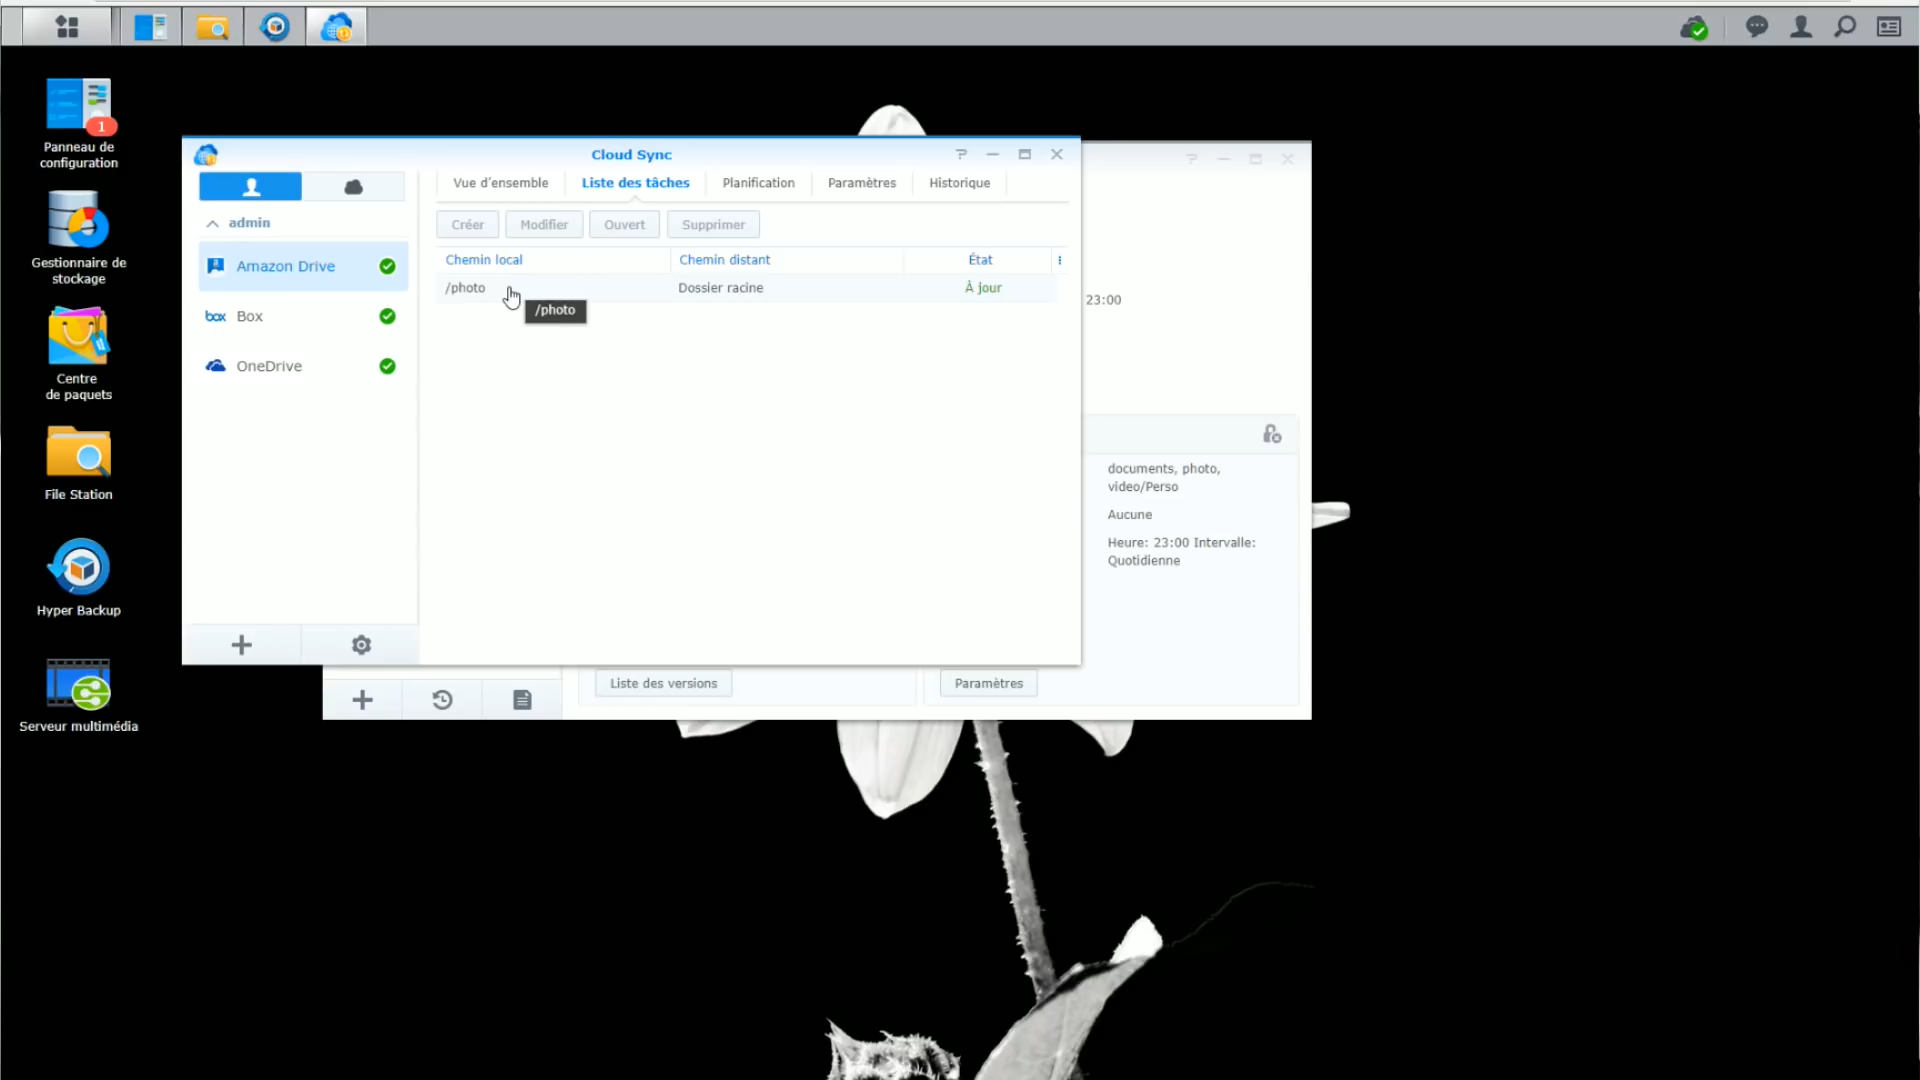 1
Panneau de
configuration
Gestionnaire de
stockage
Centre
de paquets
File Station
Hyper Backup
Serveur multimédia
Cloud Sync
Vue d'ensemble
Liste des tâches
Planification
Paramètres
Historique
admin
Créer
Modifier
Ouvert
Supprimer
Amazon Drive
box Box
OneDrive
Chemin local
Chemin distant
État
/photo
Dossier racine
À jour
/photo
23:00
documents, photo,
video/Perso
Aucune
Heure: 23:00 Intervalle:
Quotidienne
Liste des versions
Paramètres